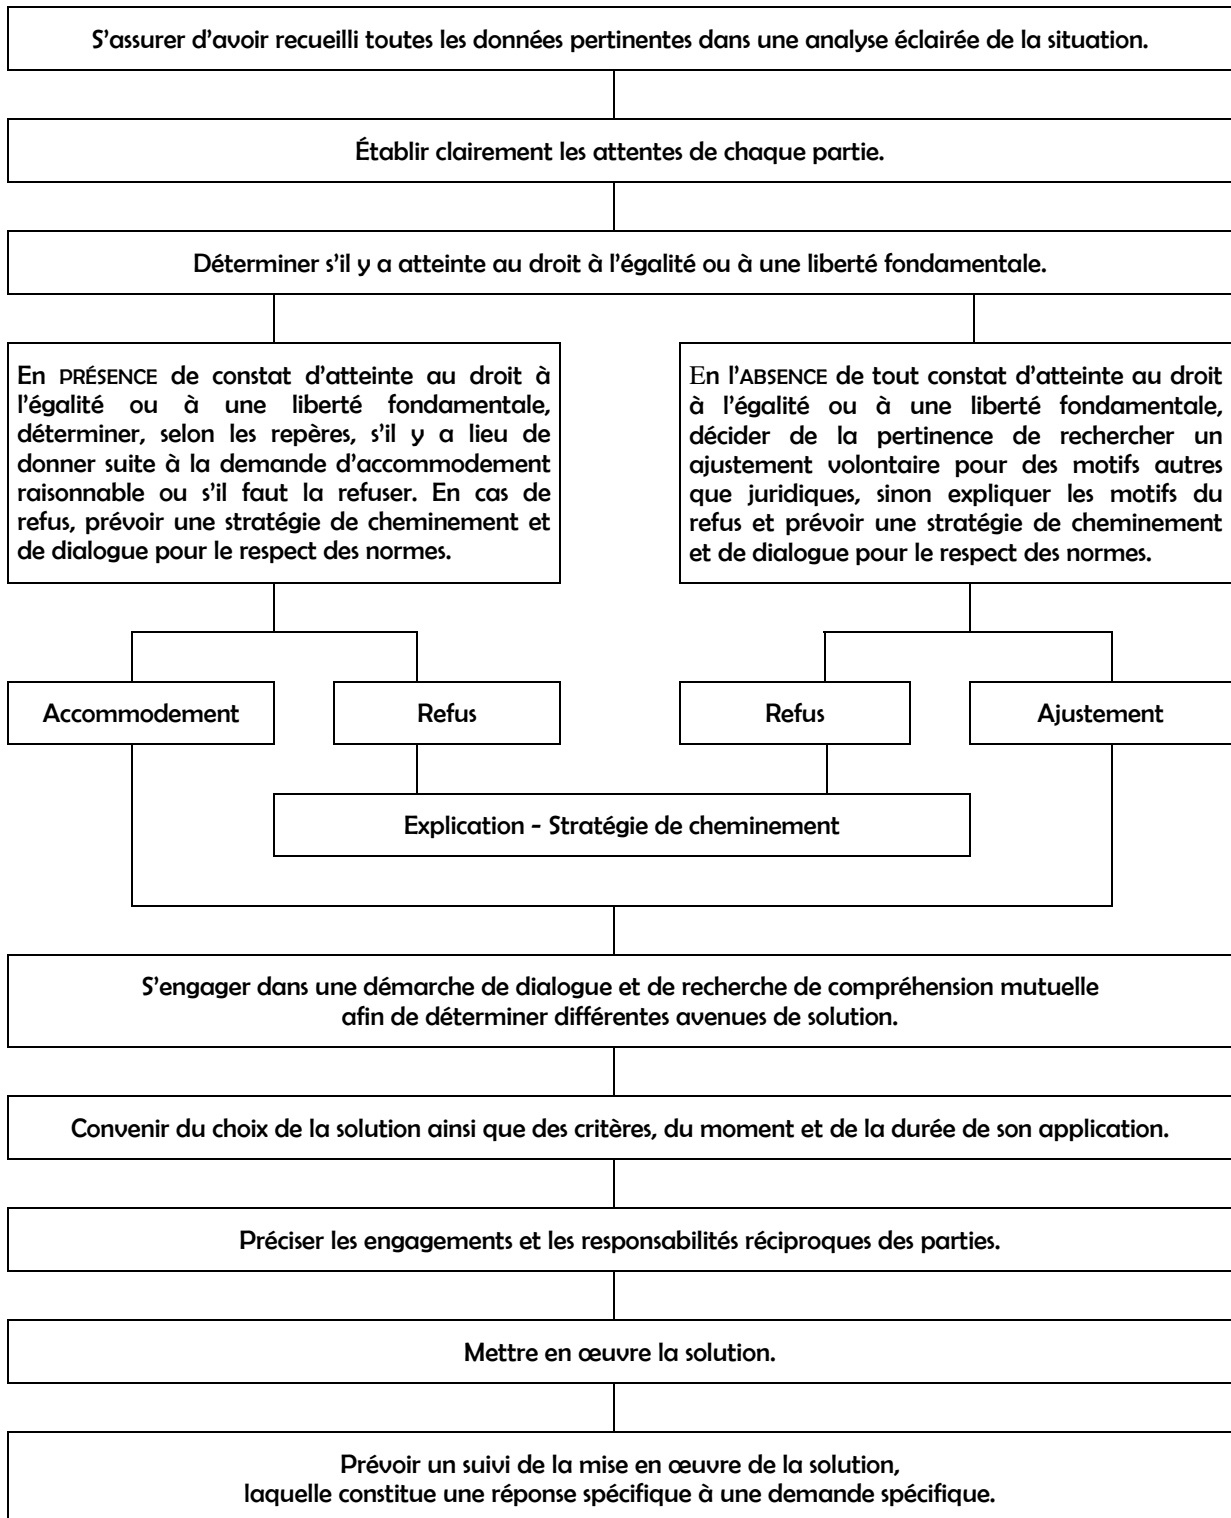 S’assurer d’avoir recueilli toutes les données pertinentes dans une analyse éclairée de la situation.
Établir clairement les attentes de chaque partie.
Déterminer s’il y a atteinte au droit à l’égalité ou à une liberté fondamentale.
En PRÉSENCE de constat d’atteinte au droit à
l’égalité ou à une liberté fondamentale,
déterminer, selon les repères, s’il y a lieu de
donner suite à la demande d’accommodement
raisonnable ou s’il faut la refuser. En cas de
refus, prévoir une stratégie de cheminement et
de dialogue pour le respect des normes.
En l’ABSENCE de tout constat d’atteinte au droit
à l’égalité ou à une liberté fondamentale,
décider de la pertinence de rechercher un
ajustement volontaire pour des motifs autres
que juridiques, sinon expliquer les motifs du
refus et prévoir une stratégie de cheminement
et de dialogue pour le respect des normes.
Accommodement
Refus
Refus
Ajustement
Explication - Stratégie de cheminement
S’engager dans une démarche de dialogue et de recherche de compréhension mutuelle
afin de déterminer différentes avenues de solution.
Convenir du choix de la solution ainsi que des critères, du moment et de la durée de son application.
Préciser les engagements et les responsabilités réciproques des parties.
Mettre en œuvre la solution.
Prévoir un suivi de la mise en œuvre de la solution,
laquelle constitue une réponse spécifique à une demande spécifique.